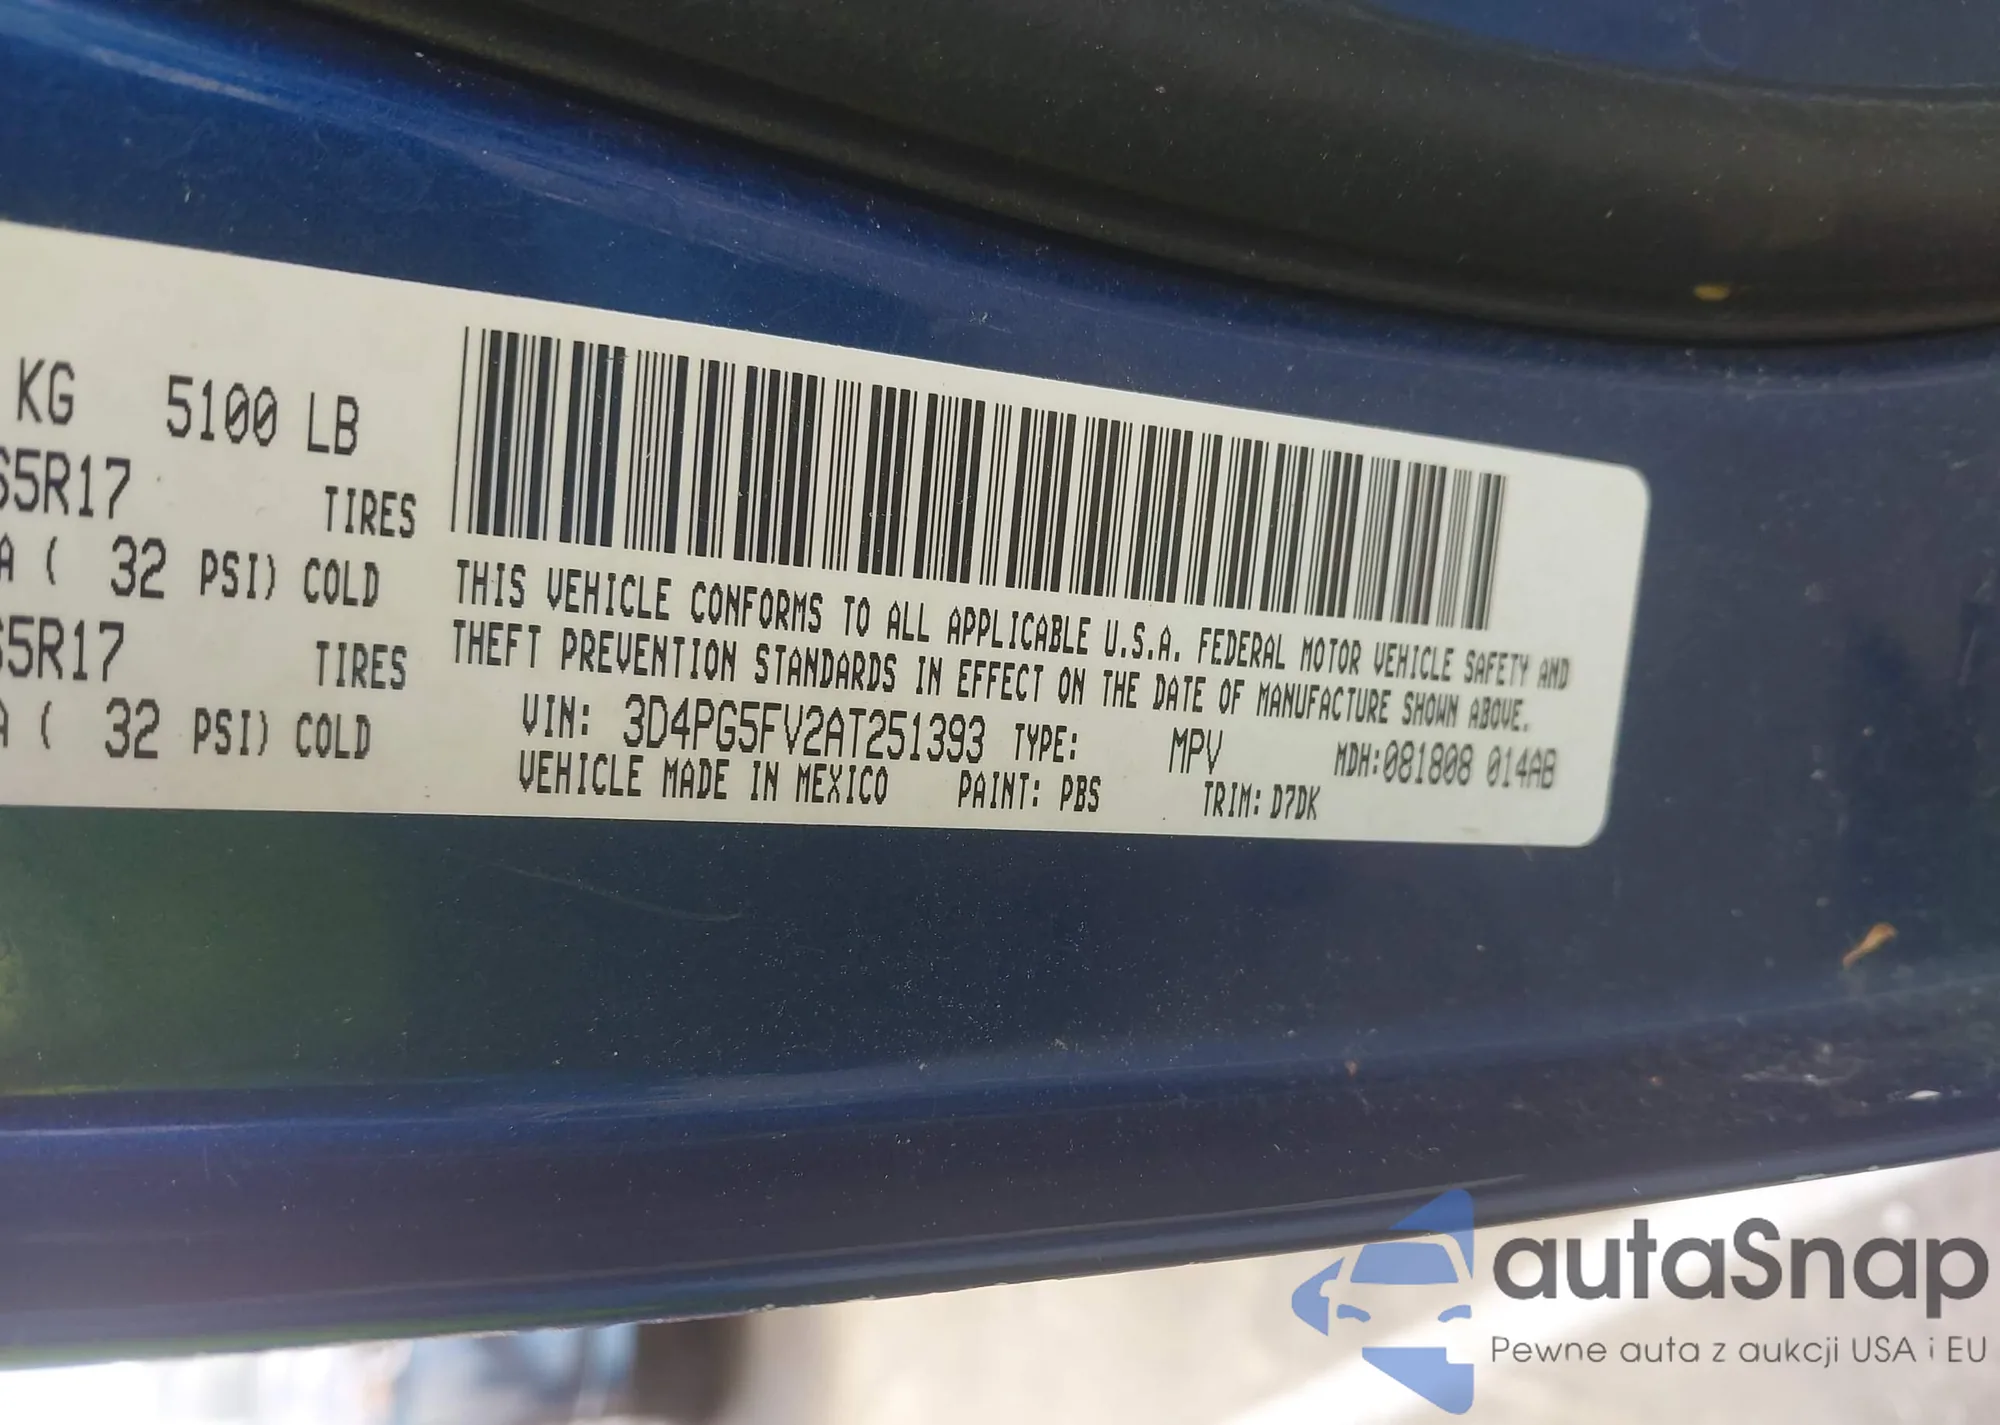 KG 5100 LB
65R17
TIRES
A ( 32 PSI) COLD
65R17
TIRES
A ( 32 PSI) COLD
THIS VEHICLE CONFORMS TO ALL APPLICABLE U.S.A. FEDERAL MOTOR VEHICLE SAFETY AND
THEFT PREVENTION STANDARDS IN EFFECT ON THE DATE OF MANUFACTURE SHOWN ABOVE.
VIN: 3D4PG5FV2AT251393 TYPE: MPV MDH:081808 014AB
VEHICLE MADE IN MEXICO PAINT: PBS TRIM: D7DK
autaSnap
Pewne auta z aukcji USA i EU